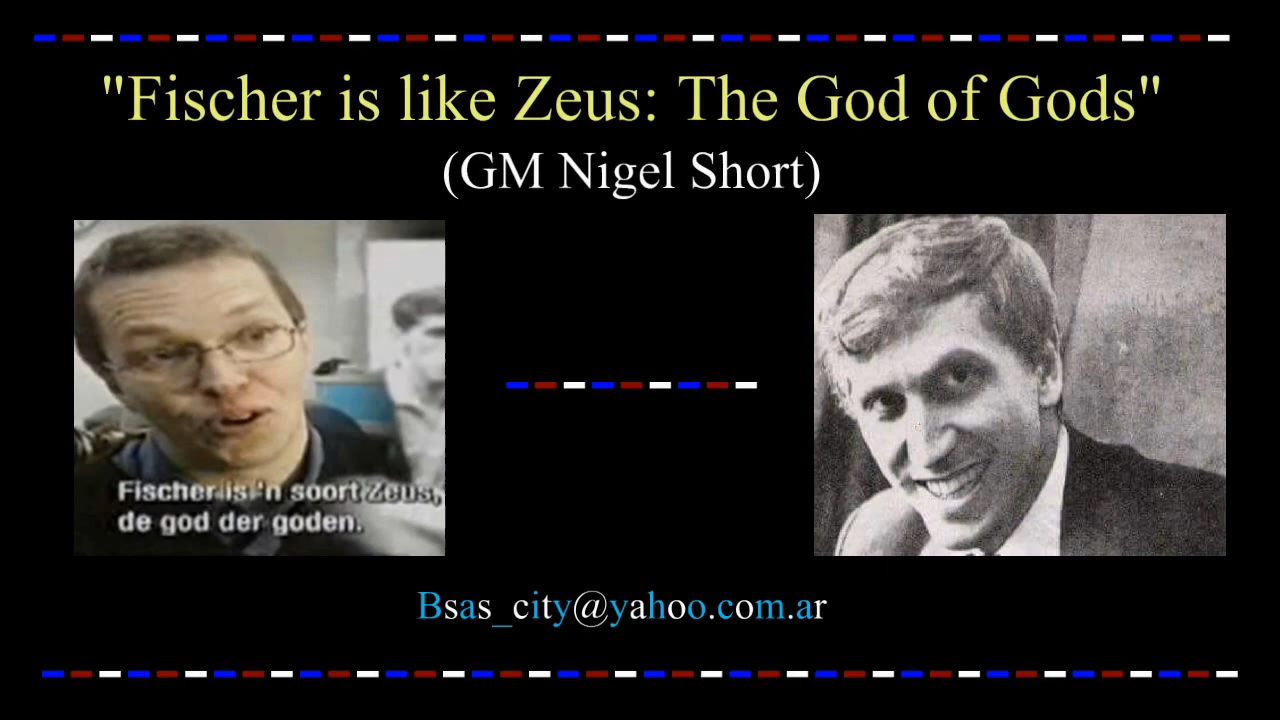 "Fischer is like Zeus: The God of Gods"
(GM Nigel Short)
Fischer is 'n soort Zeus,
de god der goden.
Bsas_city@yahoo.com.ar